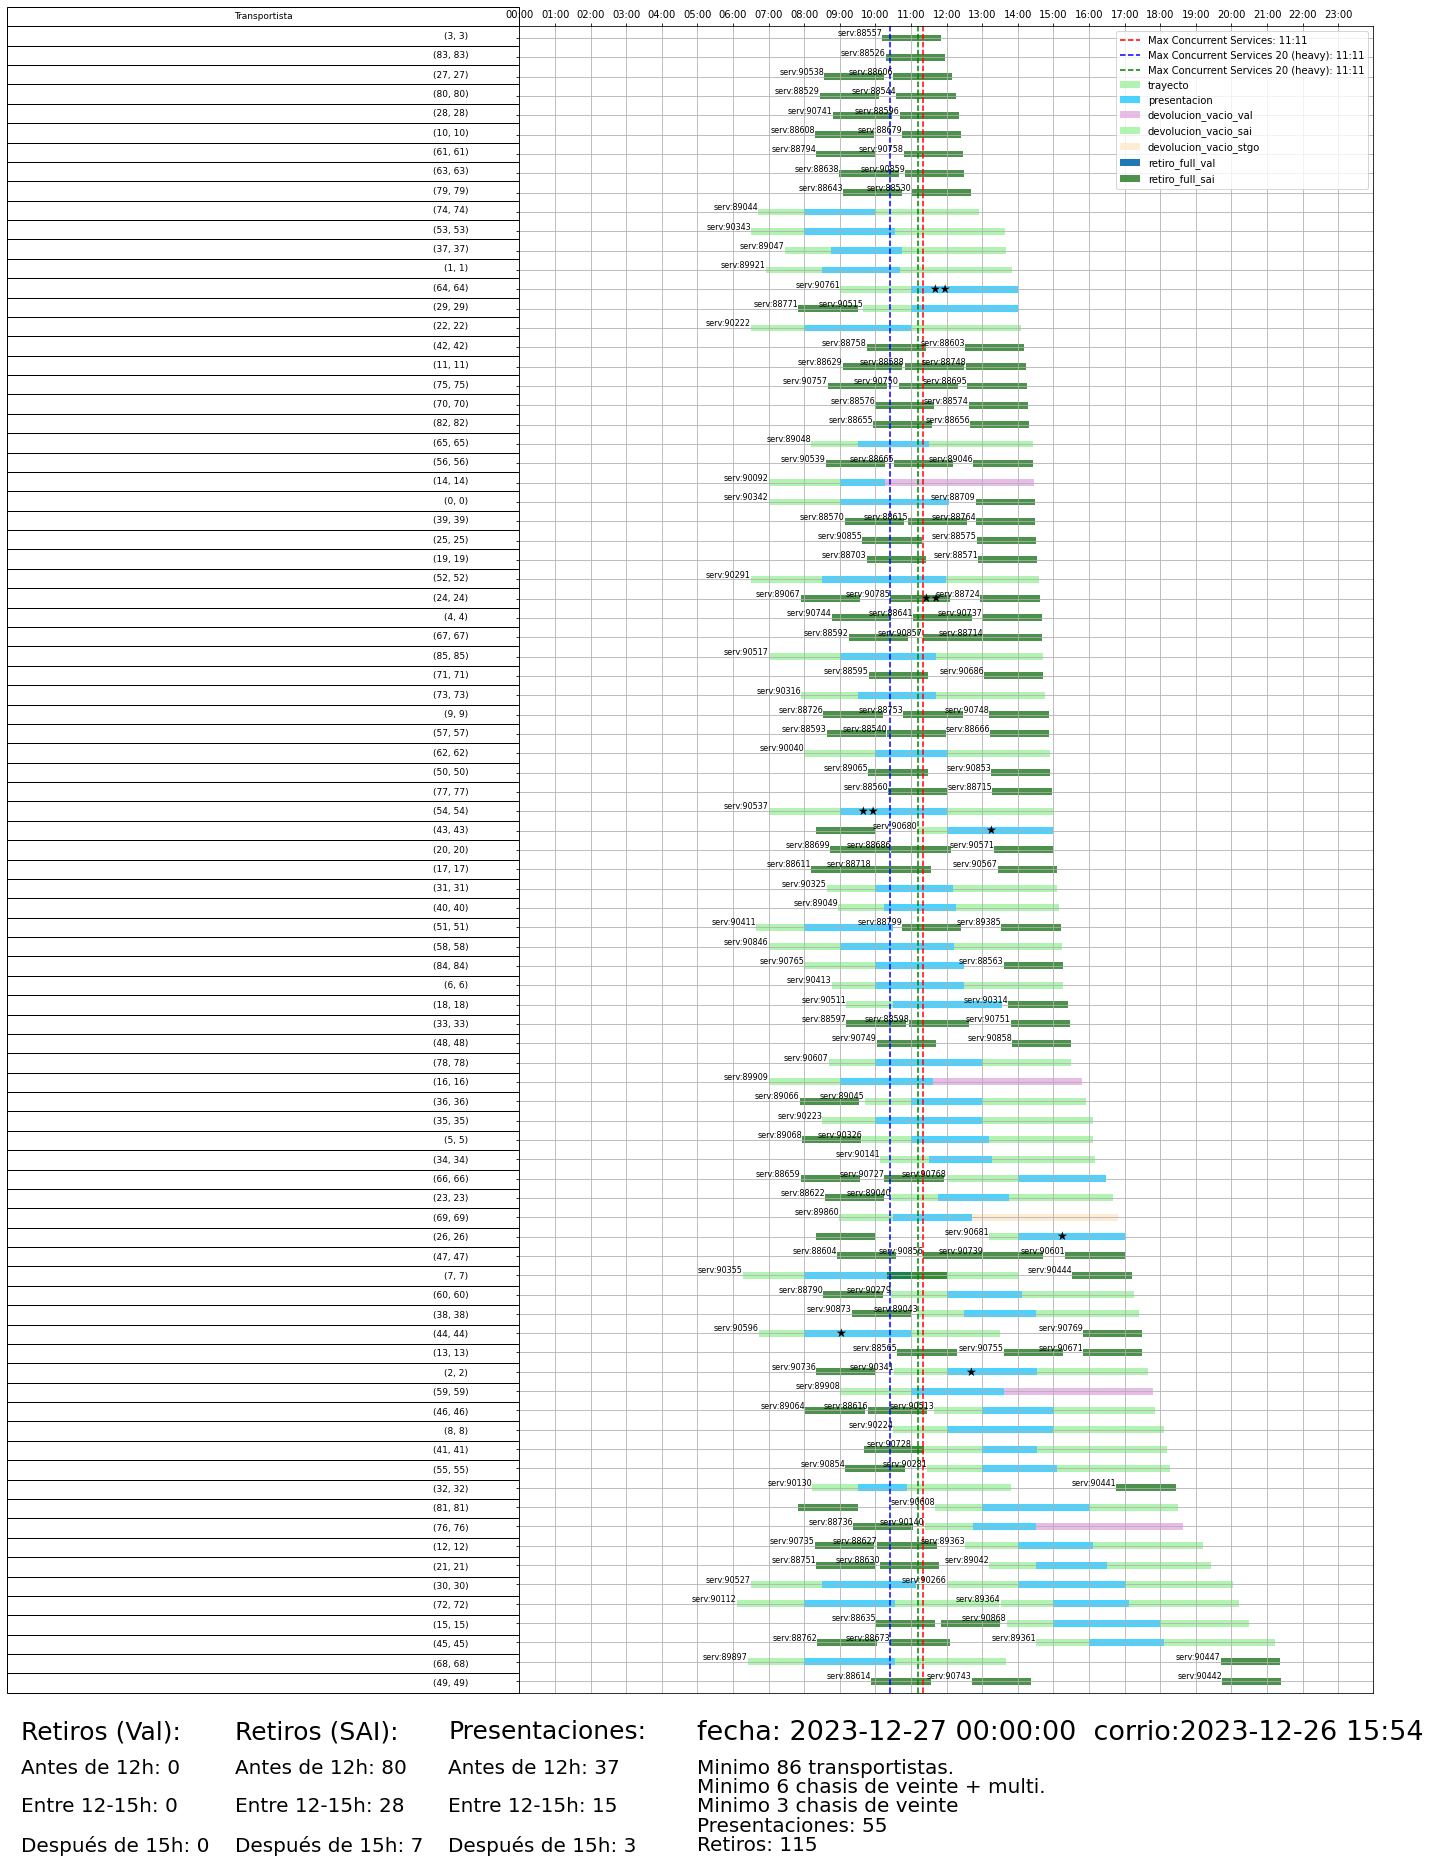 Transportista
00:00 01:00 02:00 03:00 04:00 05:00 06:00 07:00 08:00 09:00 10:00 11:00 12:00 13:00 14:00 15:00 16:00 17:00 18:00 19:00 20:00 21:00 22:00 23:00
Max Concurrent Services: 11:11
Max Concurrent Services 20 (heavy): 11:11
Max Concurrent Services 20 (heavy): 11:11
trayecto
presentacion
devolucion_vacio_val
devolucion_vacio_sai
devolucion_vacio_stgo
retiro_full_val
retiro_full_sai
(3, 3) serv:88557
(83, 83) serv:88526
(27, 27) serv:90538 serv:88606
(80, 80) serv:88529 serv:88544
(28, 28) serv:90741 serv:88596
(10, 10) serv:88608 serv:88679
(61, 61) serv:88794 serv:90758
(63, 63) serv:88638 serv:90859
(79, 79) serv:88643 serv:88530
(74, 74) serv:89044
(53, 53) serv:90343
(37, 37) serv:89047
(1, 1) serv:89921
(64, 64) serv:90761
(29, 29) serv:88771 serv:90515
(22, 22) serv:90222
(42, 42) serv:88758 serv:88603
(11, 11) serv:88629 serv:88588 serv:88748
(75, 75) serv:90757 serv:90750 serv:88695
(70, 70) serv:88576 serv:88574
(82, 82) serv:88655 serv:88656
(65, 65) serv:89048
(56, 56) serv:90539 serv:88665 serv:89046
(14, 14) serv:90092
(0, 0) serv:90342 serv:88709
(39, 39) serv:88570 serv:88615 serv:88764
(25, 25) serv:90855 serv:88575
(19, 19) serv:88703 serv:88571
(52, 52) serv:90291
(24, 24) serv:89067 serv:90785 serv:88724
(4, 4) serv:90744 serv:88641 serv:90737
(67, 67) serv:88592 serv:90857 serv:88714
(85, 85) serv:90517
(71, 71) serv:88595 serv:90686
(73, 73) serv:90316
(9, 9) serv:88726 serv:88753 serv:90748
(57, 57) serv:88593 serv:88540 serv:88666
(62, 62) serv:90040
(50, 50) serv:89065 serv:90853
(77, 77) serv:88560 serv:88715
(54, 54) serv:90537
(43, 43) serv:90680
(20, 20) serv:88699 serv:88686 serv:90571
(17, 17) serv:88611 serv:88718 serv:90567
(31, 31) serv:90325
(40, 40) serv:89049
(51, 51) serv:90411 serv:88799 serv:89385
(58, 58) serv:90846
(84, 84) serv:90765 serv:88563
(6, 6) serv:90413
(18, 18) serv:90511 serv:90314
(33, 33) serv:88597 serv:88598 serv:90751
(48, 48) serv:90749 serv:90858
(78, 78) serv:90607
(16, 16) serv:89909
(36, 36) serv:89066 serv:89045
(35, 35) serv:90223
(5, 5) serv:89068 serv:90326
(34, 34) serv:90141
(66, 66) serv:88659 serv:90727 serv:90768
(23, 23) serv:88622 serv:89040
(69, 69) serv:89860
(26, 26) serv:90681
(47, 47) serv:88604 serv:90856 serv:90739 serv:90601
(7, 7) serv:90355 serv:90444
(60, 60) serv:88790 serv:90279
(38, 38) serv:90873 serv:89043
(44, 44) serv:90596 serv:90769
(13, 13) serv:88565 serv:90755 serv:90671
(2, 2) serv:90736 serv:90341
(59, 59) serv:89908
(46, 46) serv:89064 serv:88616 serv:90513
(8, 8) serv:90224
(41, 41) serv:90728
(55, 55) serv:90854 serv:90281
(32, 32) serv:90130 serv:90441
(81, 81) serv:90608
(76, 76) serv:88736 serv:90140
(12, 12) serv:90735 serv:88627 serv:89363
(21, 21) serv:88751 serv:88630 serv:89042
(30, 30) serv:90527 serv:90266
(72, 72) serv:90112 serv:89364
(15, 15) serv:88635 serv:90868
(45, 45) serv:88762 serv:88673 serv:89361
(68, 68) serv:89897 serv:90447
(49, 49) serv:88614 serv:90743 serv:90442
Retiros (Val):
Antes de 12h: 0
Entre 12-15h: 0
Después de 15h: 0
Retiros (SAI):
Antes de 12h: 80
Entre 12-15h: 28
Después de 15h: 7
Presentaciones:
Antes de 12h: 37
Entre 12-15h: 15
Después de 15h: 3
fecha: 2023-12-27 00:00:00 corrio:2023-12-26 15:54
Minimo 86 transportistas.
Minimo 6 chasis de veinte + multi.
Minimo 3 chasis de veinte
Presentaciones: 55
Retiros: 115